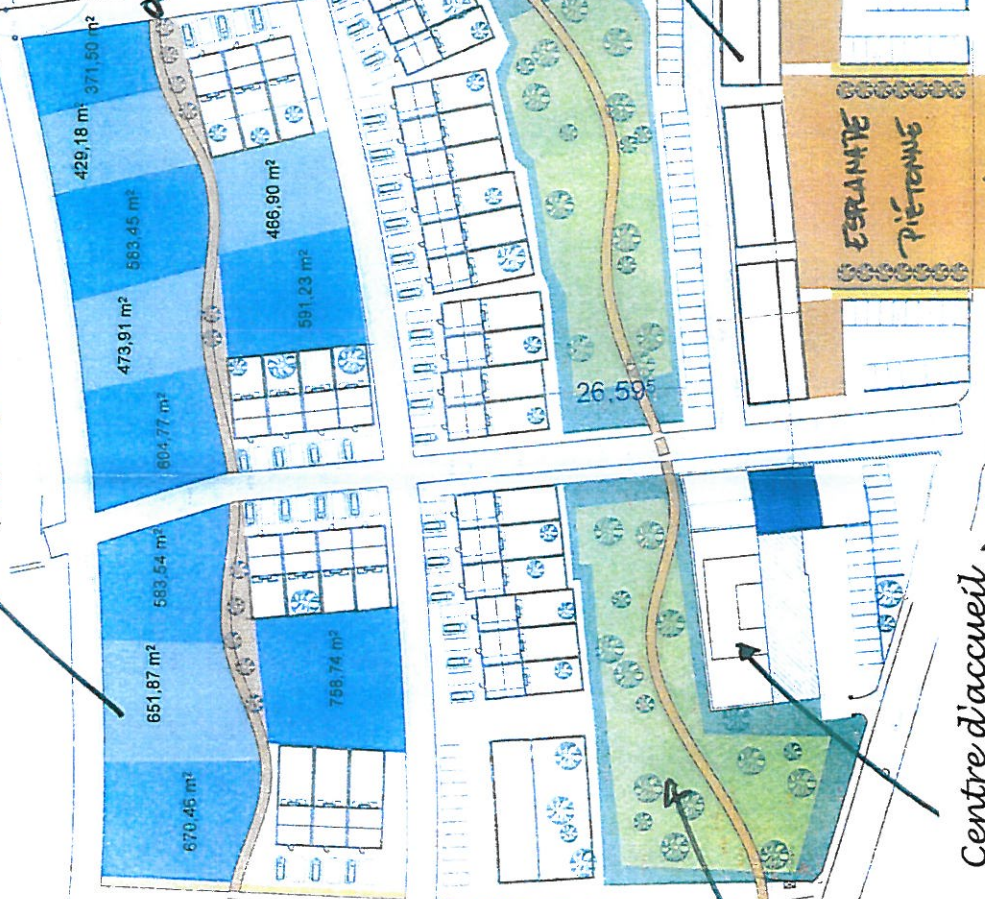 371,50 m²
429,18 m²
583,45 m²
473,91 m²
604,77 m²
466,90 m²
591,23 m²
583,54 m²
651,87 m²
670,46 m²
758,74 m²
26,59⁵
ESPLANADE
PIÉTONNE
Centre d'accueil